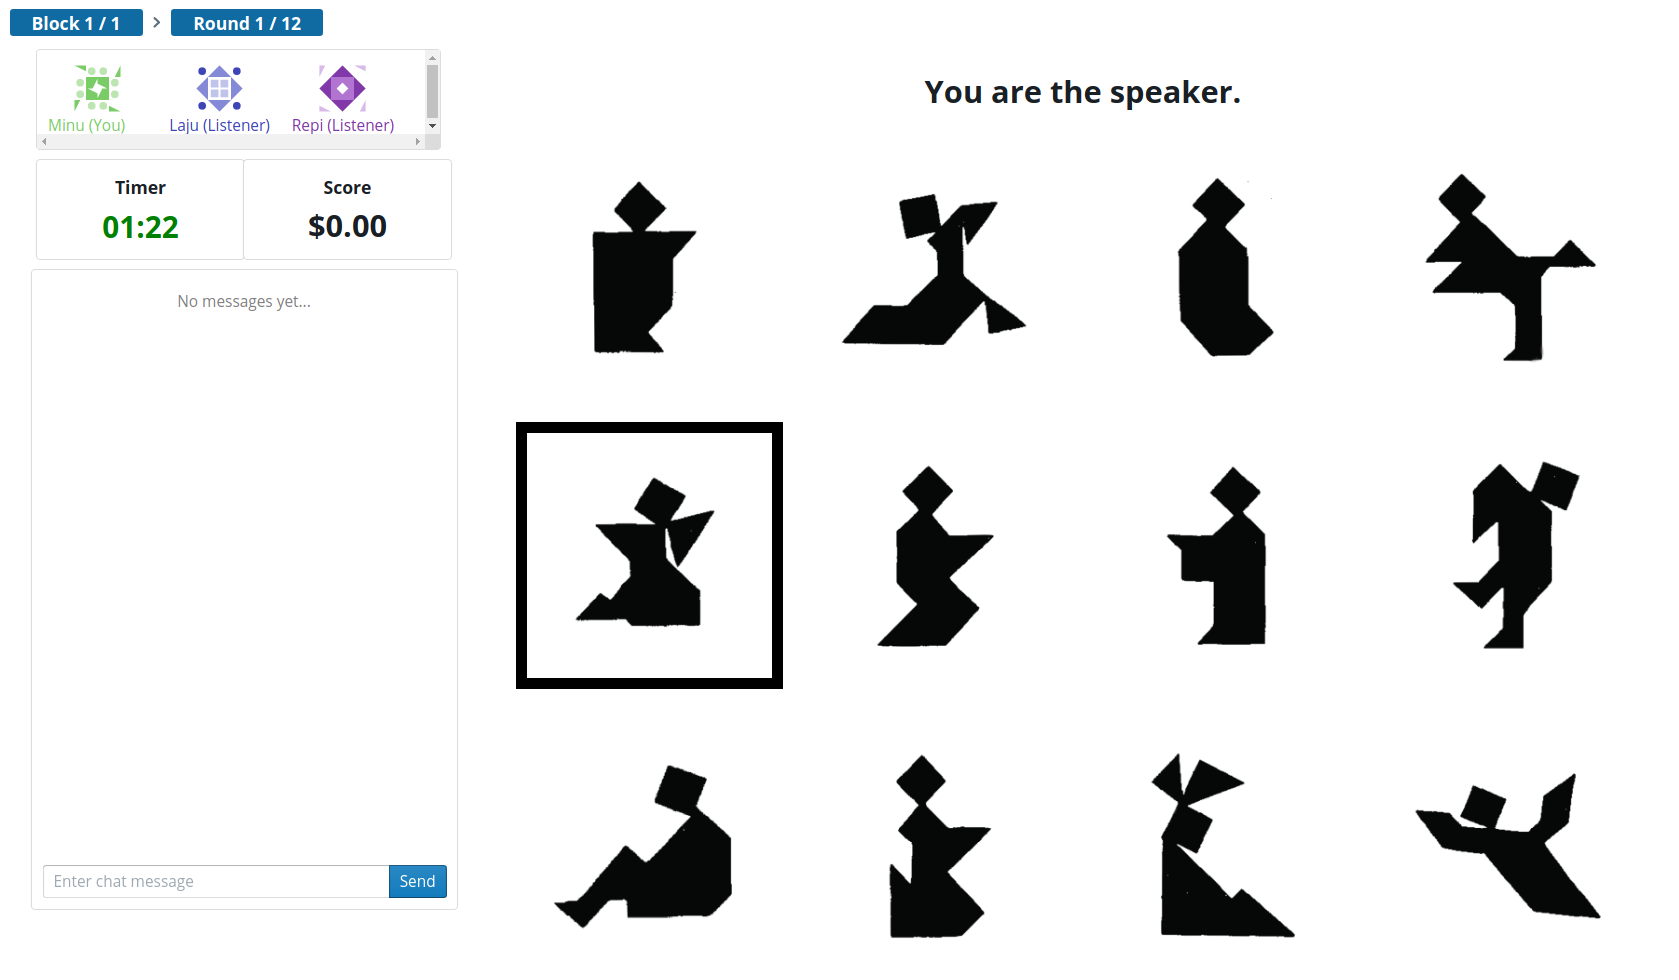 Block 1 / 1
Round 1 / 12
Minu (You)
Laju (Listener)
Repi (Listener)
Timer
01:22
Score
$0.00
No messages yet...
Enter chat message
Send
You are the speaker.